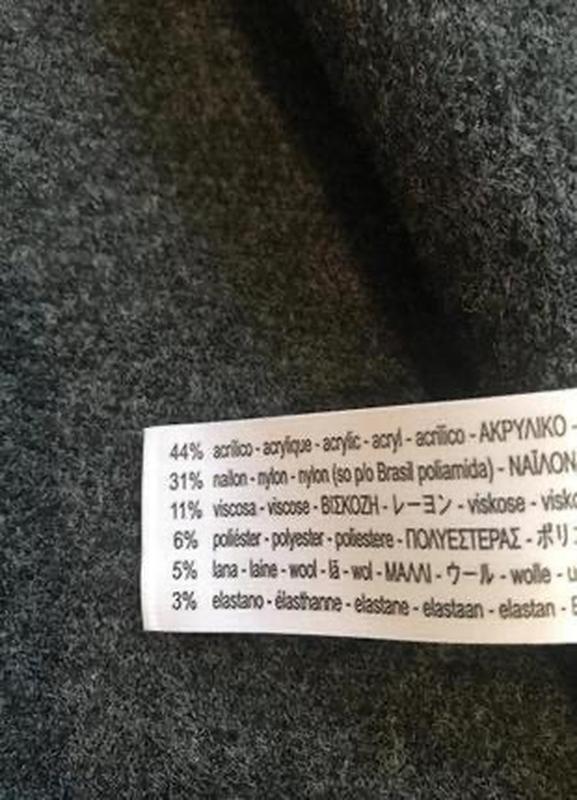 44% acrílico - acrylique - acrylic - acryl - acrílico - ΑΚΡΥΛΙΚΟ -
31% nailon - nylon - nylon (so p/o Brasil poliamida) - ΝΑΪΛΟΝ
11% viscosa - viscose - ΒΙΣΚΟΖΗ - レーヨン - viskose -
6% poliéster - polyester - poliestere - ΠΟΛΥΕΣΤΕΡΑΣ -
5% lana - laine - wool - lã - wol - ΜΑΛΛΙ - ウール - wolle -
3% elastano - élasthanne - elastane - elastaan - elastan -